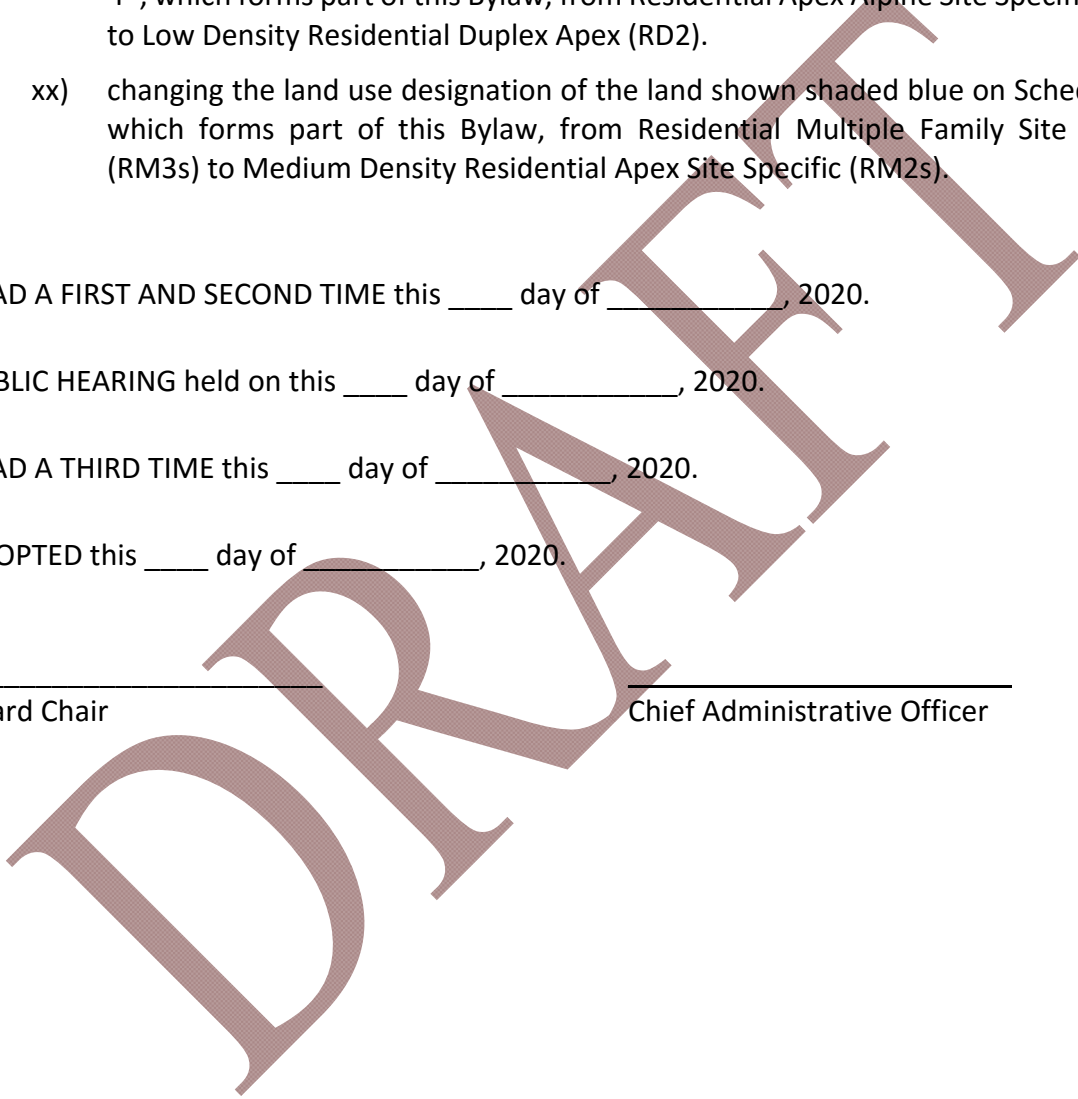 which forms part of this Bylaw, from Residential Apex Alpine Site Specifi
to Low Density Residential Duplex Apex (RD2).
xx) changing the land use designation of the land shown shaded blue on Sched
which forms part of this Bylaw, from Residential Multiple Family Site
(RM3s) to Medium Density Residential Apex Site Specific (RM2s).
AD A FIRST AND SECOND TIME this ____ day of ___________, 2020.
BLIC HEARING held on this ____ day of ___________, 2020.
AD A THIRD TIME this ____ day of ___________, 2020.
OPTED this ____ day of ___________, 2020.
ard Chair
Chief Administrative Officer
DRAFT